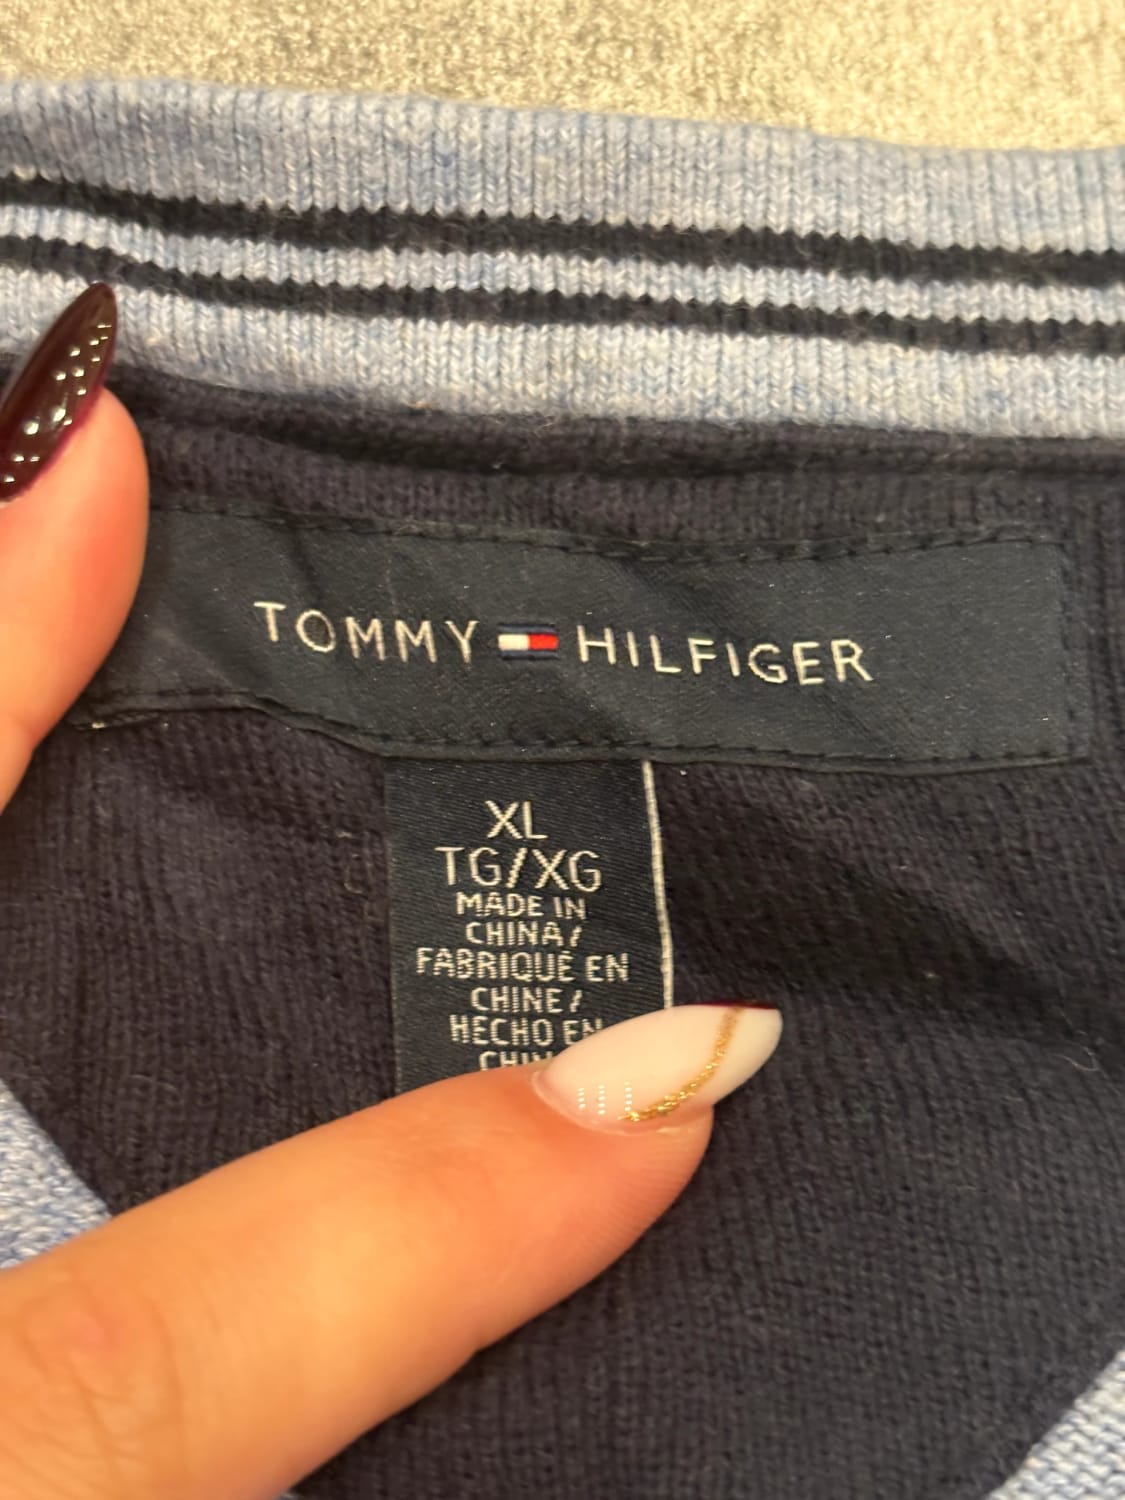 TOMMY HILFIGER
XL
TG/XG
MADE IN
CHINA/
FABRIQUÉ EN
CHINE/
HECHO EN